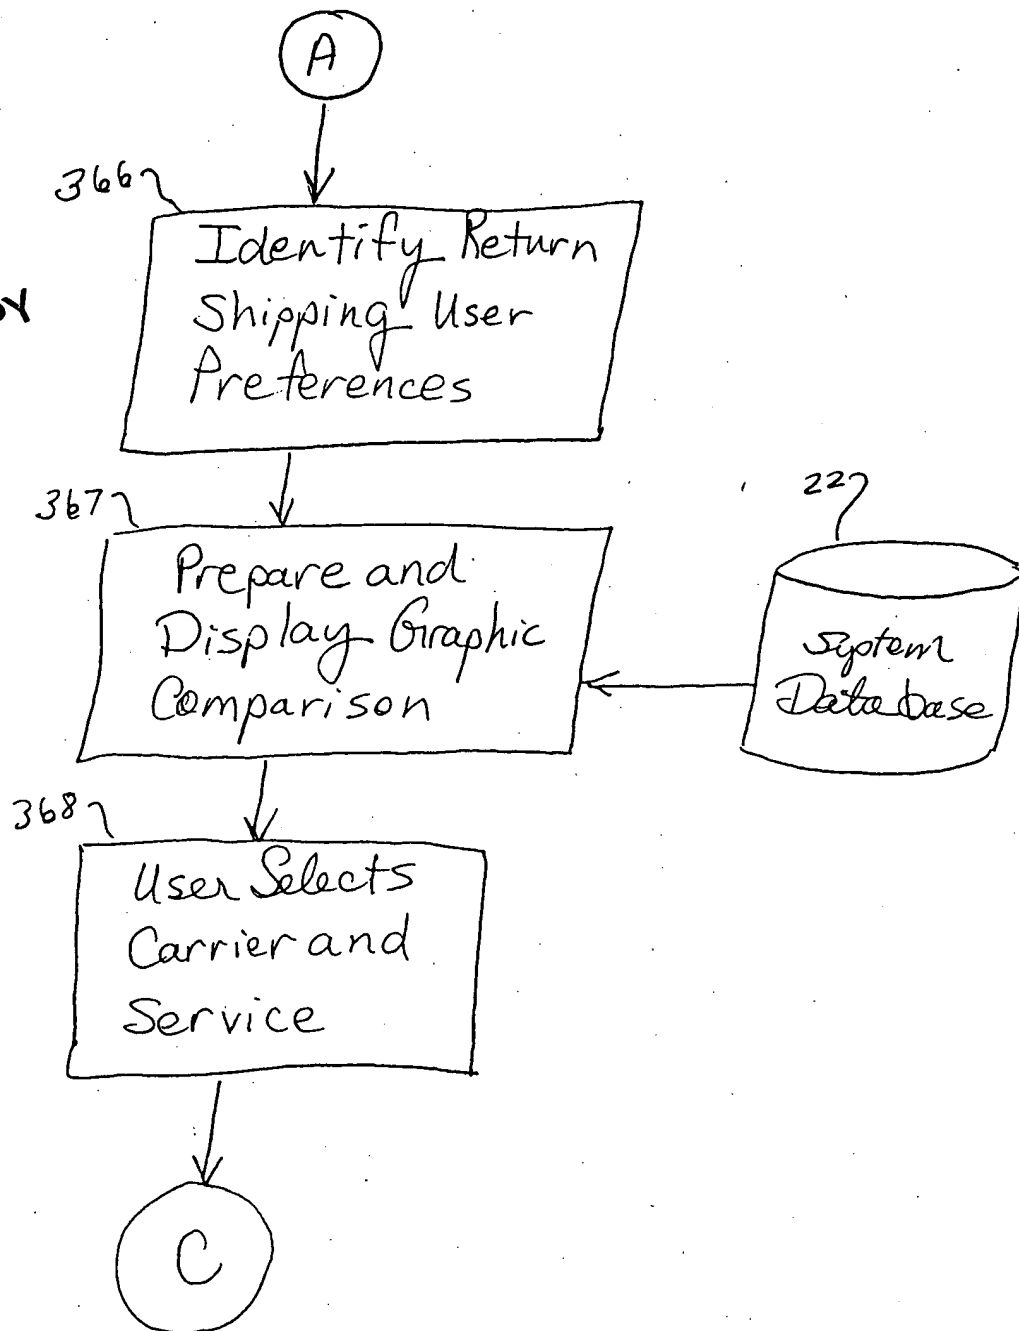 A
366
Identify Return
Shipping User
Preferences
367
Prepare and
Display Graphic
Comparison
22
System
Database
368
User Selects
Carrier and
Service
C